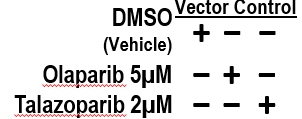 Vector Control
DMSO + − −
(Vehicle)
Olaparib 5µM − + −
Talazoparib 2µM − − +